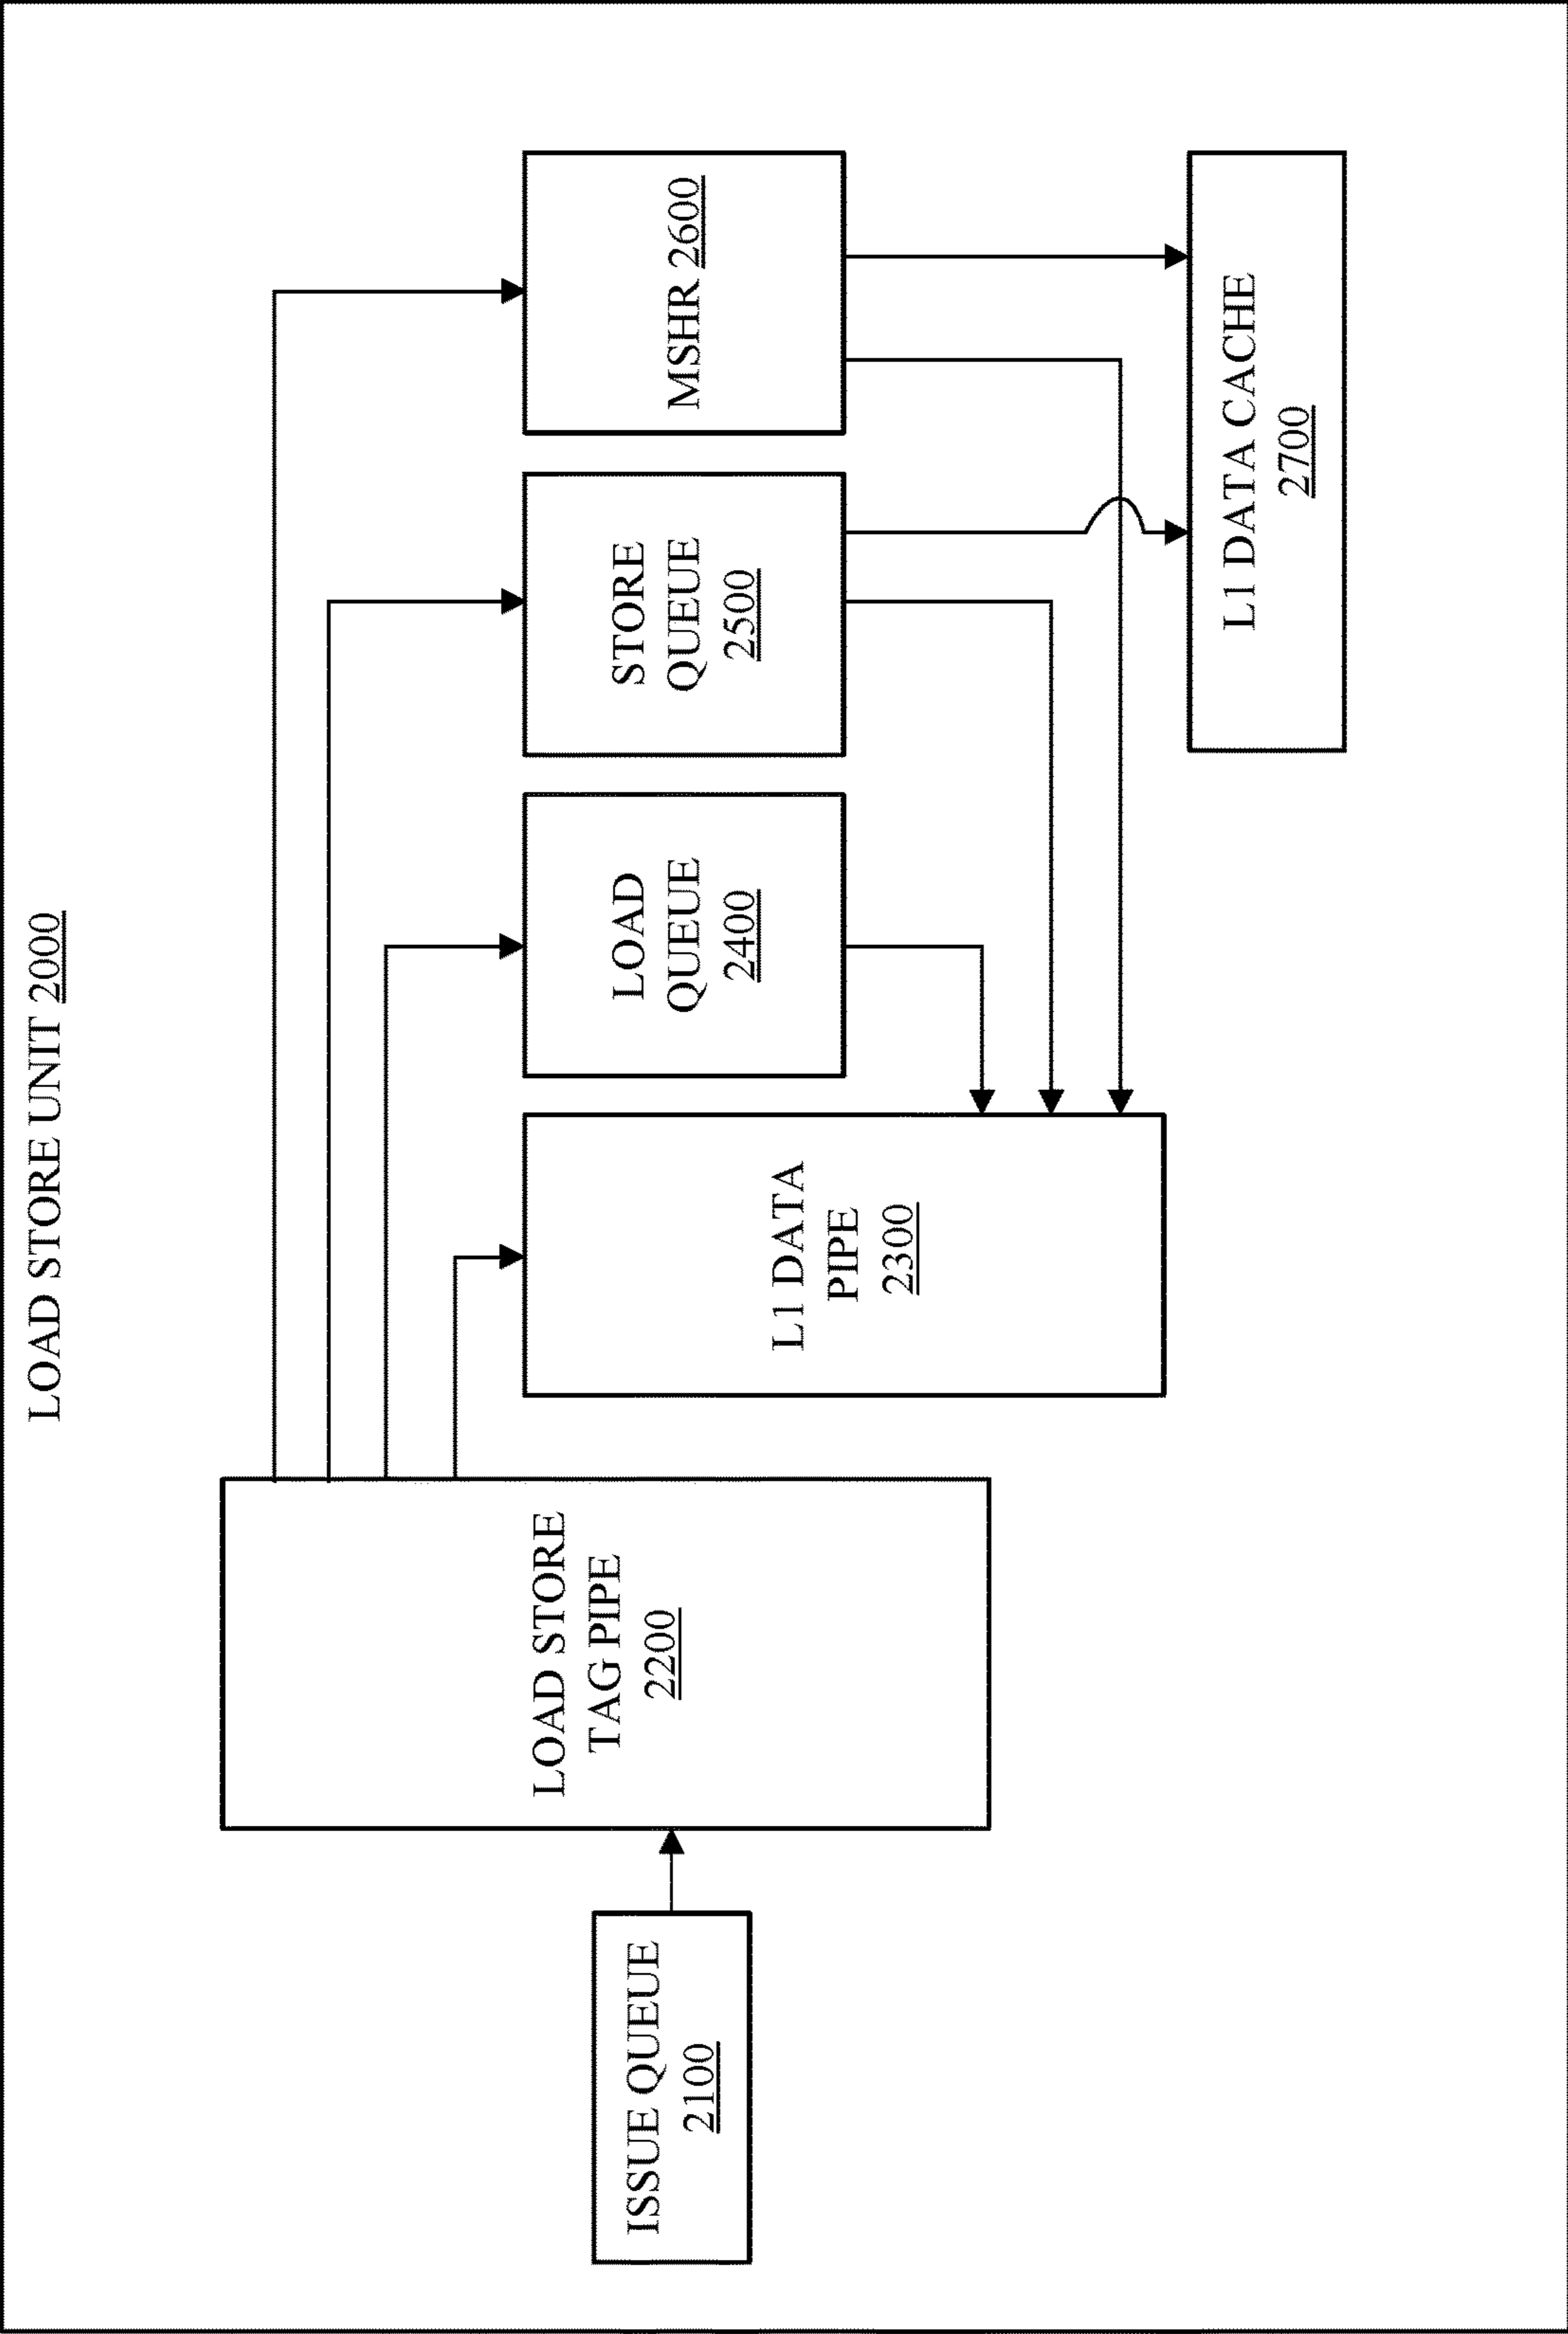 LOAD STORE UNIT 2000
ISSUE QUEUE
2100
LOAD STORE
TAG PIPE
2200
L1 DATA
PIPE
2300
LOAD
QUEUE
2400
STORE
QUEUE
2500
MSHR 2600
L1 DATA CACHE
2700